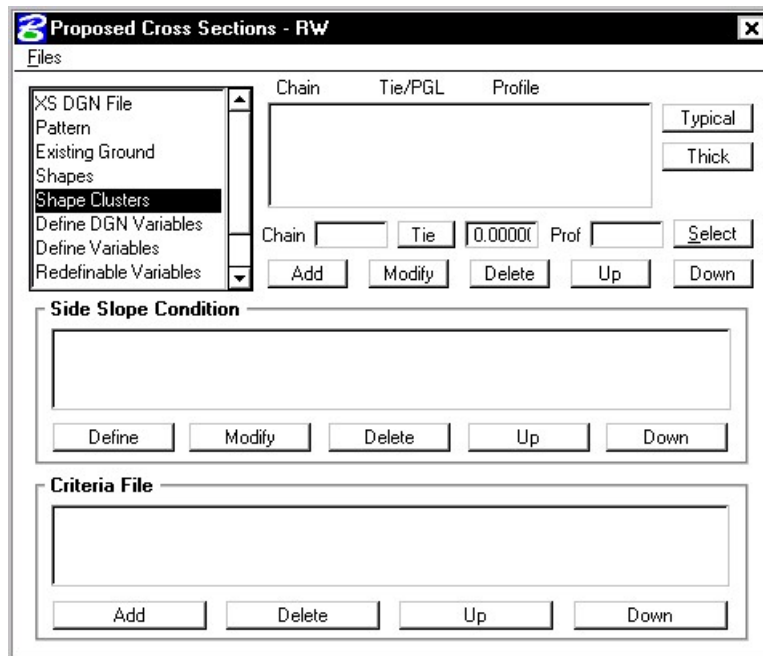 Proposed Cross Sections - RW
Files
XS DGN File
Pattern
Existing Ground
Shapes
Shape Clusters
Define DGN Variables
Define Variables
Redefinable Variables
Chain Tie/PGL Profile
Typical
Thick
Chain Tie 0.0000( Prof Select
Add Modify Delete Up Down
Side Slope Condition
Define Modify Delete Up Down
Criteria File
Add Delete Up Down